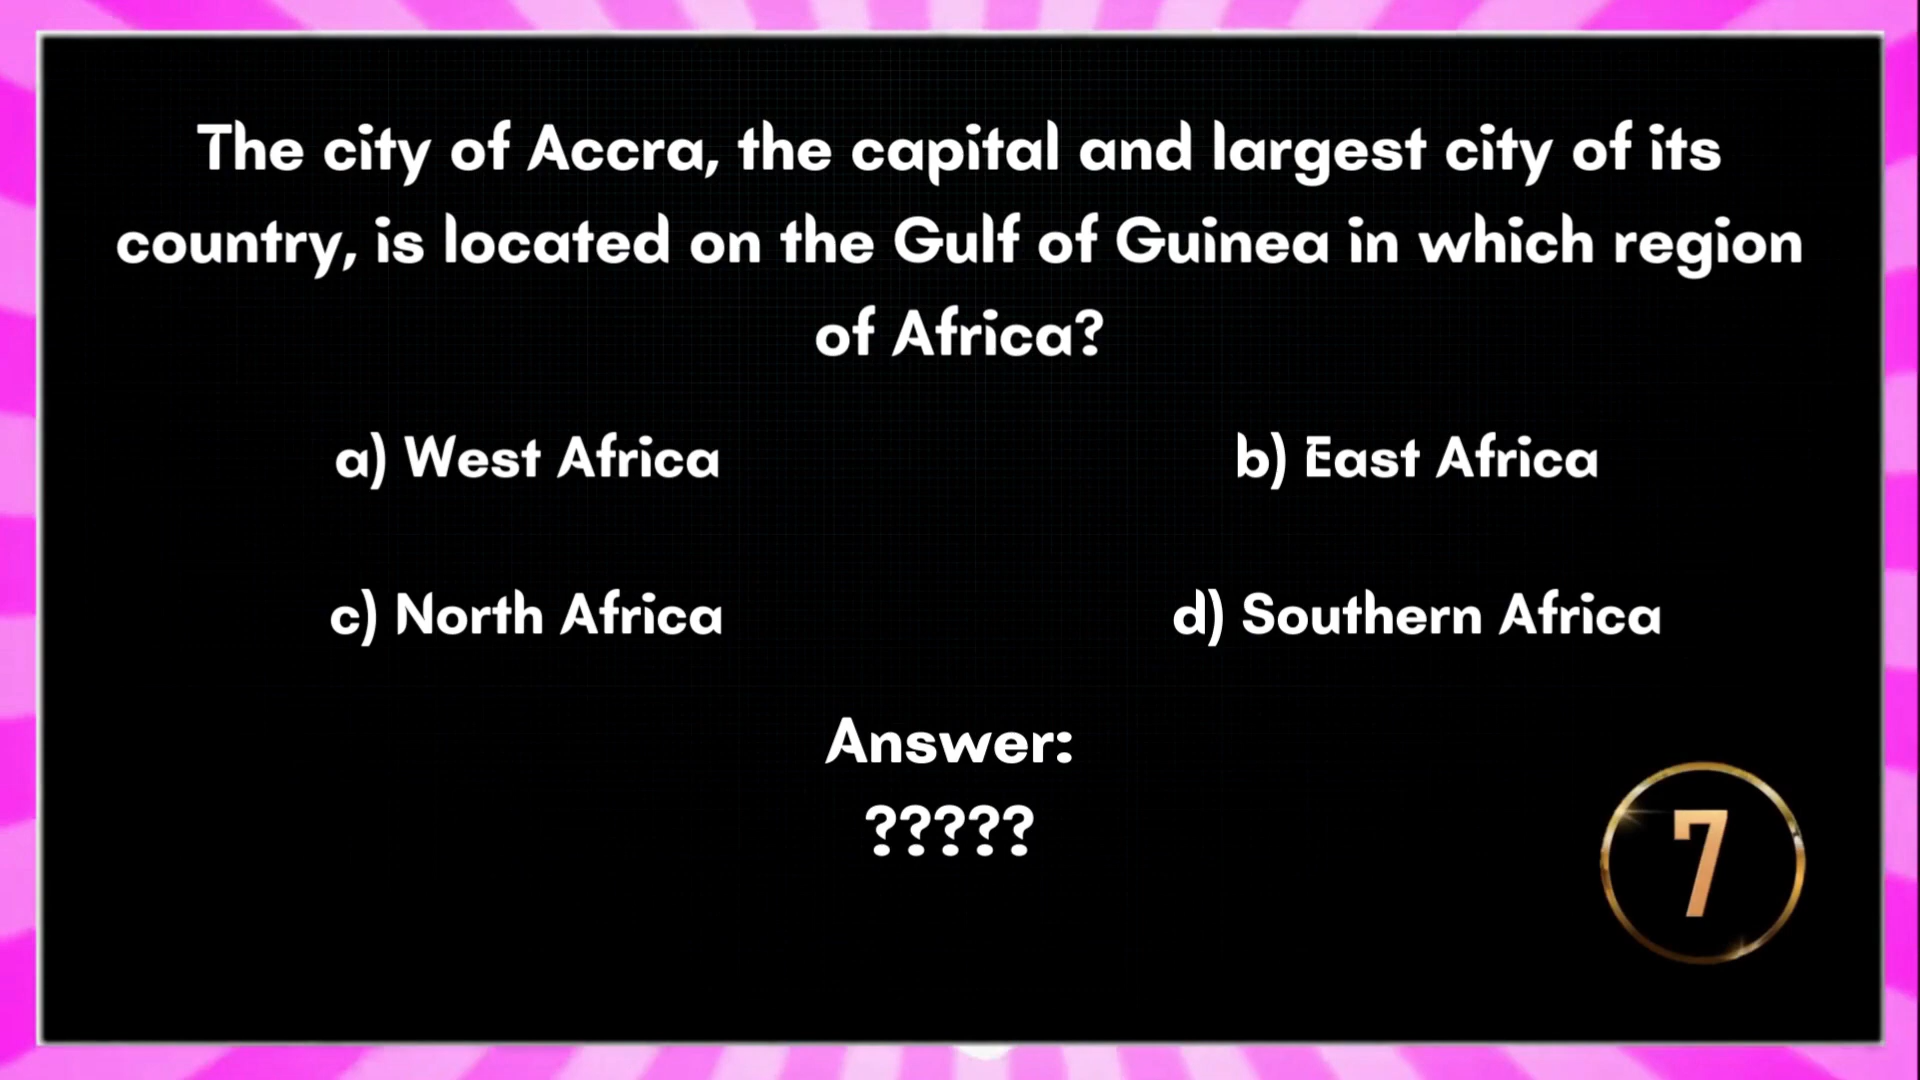 The city of Accra, the capital and largest city of its
country, is located on the Gulf of Guinea in which region
of Africa?
a) West Africa
b) East Africa
c) North Africa
d) Southern Africa
Answer:
?????
7